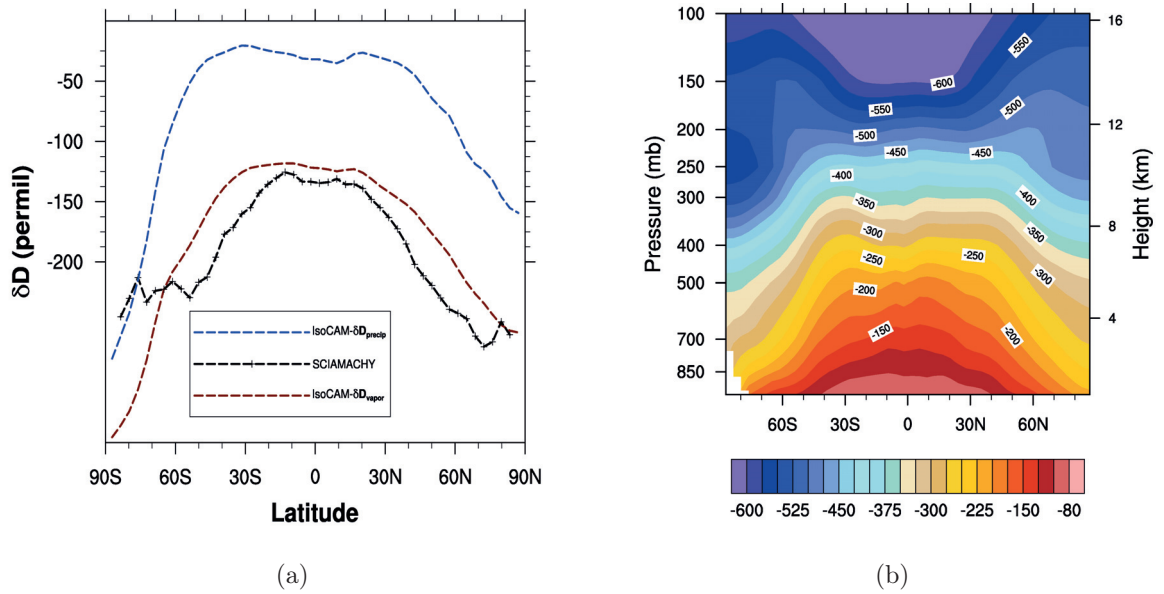 -50
-100
-150
-200
δD (permil)
IsoCAM-δD_precip
SCIAMACHY
IsoCAM-δD_vapor
90S 60S 30S 0 30N 60N 90N
Latitude
(a)
100
150
200
250
300
400
500
700
850
Pressure (mb)
-600
-550
-550
-500
-500
-450
-450
-400
-400
-350
-350
-300
-300
-250
-250
-200
-200
-150
16
12
8
4
Height (km)
60S 30S 0 30N 60N
-600 -525 -450 -375 -300 -225 -150 -80
(b)